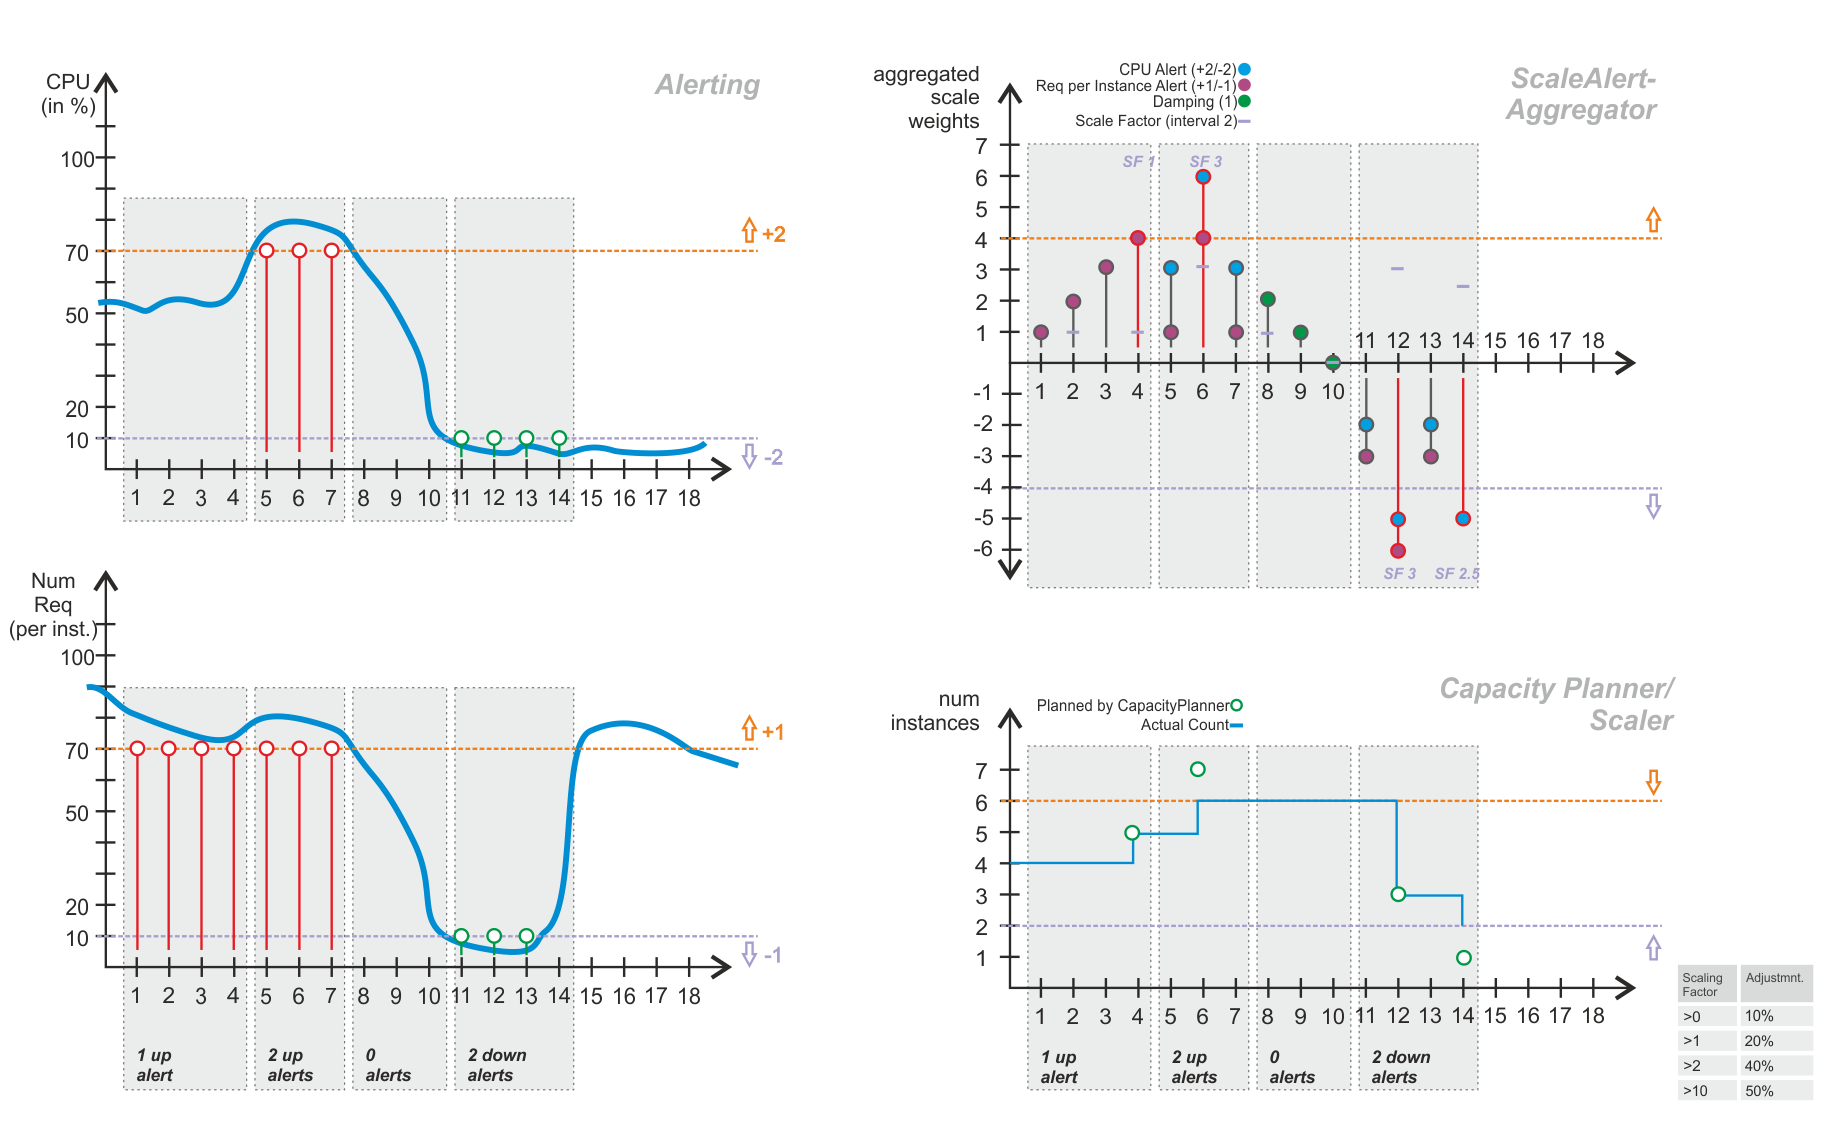 Alerting
CPU
(in %)
100
70
50
20
10
+2
-2
1 2 3 4 5 6 7 8 9 10 11 12 13 14 15 16 17 18
Num
Req
(per inst.)
100
70
50
20
10
+1
-1
1 2 3 4 5 6 7 8 9 10 11 12 13 14 15 16 17 18
1 up
alert
2 up
alerts
0
alerts
2 down
alerts
ScaleAlert-
Aggregator
aggregated
scale
weights
CPU Alert (+2/-2)
Req per Instance Alert (+1/-1)
Damping (1)
Scale Factor (interval 2)
7
6
5
4
3
2
1
-1
-2
-3
-4
-5
-6
SF 1
SF 3
11 12 13 14 15 16 17 18
1 2 3 4 5 6 7 8 9 10
SF 3
SF 2.5
Capacity Planner/
Scaler
num
instances
Planned by CapacityPlanner
Actual Count
7
6
5
4
3
2
1
1 2 3 4 5 6 7 8 9 10 11 12 13 14 15 16 17 18
1 up
alert
2 up
alerts
0
alerts
2 down
alerts
Scaling
Factor
Adjustmnt.
>0 10%
>1 20%
>2 40%
>10 50%